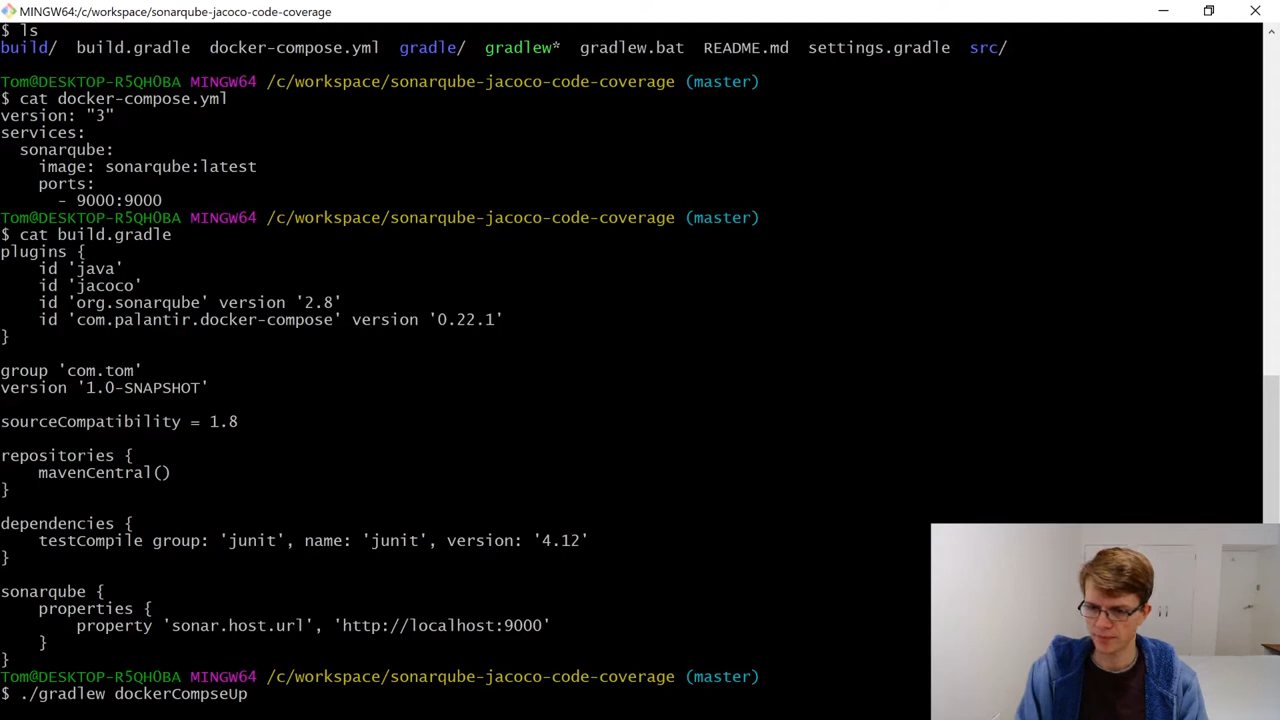 MINGW64:/c/workspace/sonarqube-jacoco-code-coverage
$ ls
build/  build.gradle  docker-compose.yml  gradle/  gradlew*  gradlew.bat  README.md  settings.gradle  src/
Tom@DESKTOP-R5QH0BA MINGW64 /c/workspace/sonarqube-jacoco-code-coverage (master)
$ cat docker-compose.yml
version: "3"
services:
  sonarqube:
    image: sonarqube:latest
    ports:
      - 9000:9000
Tom@DESKTOP-R5QH0BA MINGW64 /c/workspace/sonarqube-jacoco-code-coverage (master)
$ cat build.gradle
plugins {
    id 'java'
    id 'jacoco'
    id 'org.sonarqube' version '2.8'
    id 'com.palantir.docker-compose' version '0.22.1'
}
group 'com.tom'
version '1.0-SNAPSHOT'
sourceCompatibility = 1.8
repositories {
    mavenCentral()
}
dependencies {
    testCompile group: 'junit', name: 'junit', version: '4.12'
}
sonarqube {
    properties {
        property 'sonar.host.url', 'http://localhost:9000'
    }
}
Tom@DESKTOP-R5QH0BA MINGW64 /c/workspace/sonarqube-jacoco-code-coverage (master)
$ ./gradlew dockerCompseUp